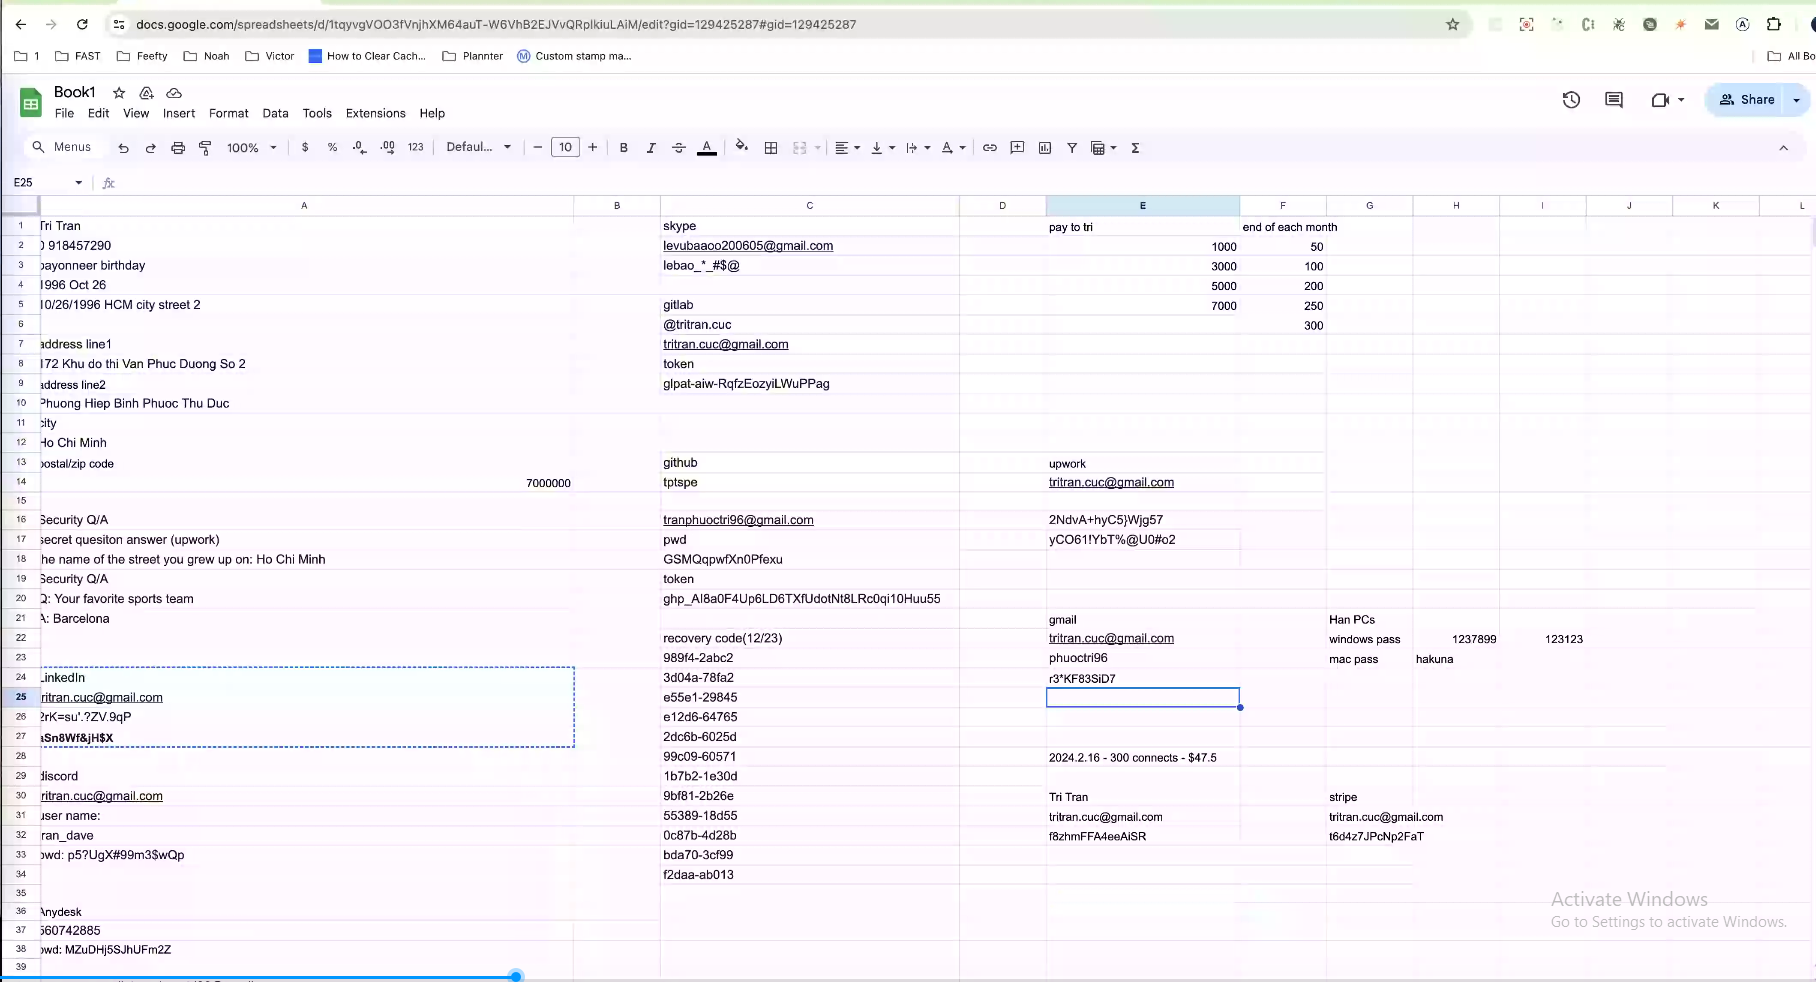 docs.google.com/spreadsheets/d/1tqyvgVOO3fVnjhXM64auT-W6VhB2EJVvQRplkiuLAiM/edit?gid=129425287#gid=129425287
1 FAST Feefty Noah Victor How to Clear Cach... Plannter Custom stamp ma... All Bo
Book1
File Edit View Insert Format Data Tools Extensions Help
Share
Menus 100% $ % .0 .00 123 Defaul... 10
E25
A B C D E F G H I J K L
1 Tri Tran skype pay to tri end of each month
2 0 918457290 levubaaoo200605@gmail.com 1000 50
3 payonneer birthday lebao_*_#$@ 3000 100
4 1996 Oct 26 5000 200
5 10/26/1996 HCM city street 2 gitlab 7000 250
6 @tritran.cuc 300
7 address line1 tritran.cuc@gmail.com
8 172 Khu do thi Van Phuc Duong So 2 token
9 address line2 glpat-aiw-RqfzEozyiLWuPPag
10 Phuong Hiep Binh Phuoc Thu Duc
11 city
12 Ho Chi Minh
13 postal/zip code github upwork
14 7000000 tptspe tritran.cuc@gmail.com
15
16 Security Q/A tranphuoctri96@gmail.com 2NdvA+hyC5}Wjg57
17 secret quesiton answer (upwork) pwd yCO61!YbT%@U0#o2
18 the name of the street you grew up on: Ho Chi Minh GSMQqpwfXn0Pfexu
19 Security Q/A token
20 Q: Your favorite sports team 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
21 A: Barcelona gmail Han PCs
22 recovery code(12/23) tritran.cuc@gmail.com windows pass 1237899 123123
23 989f4-2abc2 phuoctri96 mac pass hakuna
24 LinkedIn 3d04a-78fa2 r3*KF83SiD7
25 tritran.cuc@gmail.com e55e1-29845
26 ?rK=su'.?ZV.9qP e12d6-64765
27 aSn8Wf&jH$X 2dc6b-6025d
28 99c09-60571 2024.2.16 - 300 connects - $47.5
29 discord 1b7b2-1e30d
30 tritran.cuc@gmail.com 9bf81-2b26e Tri Tran stripe
31 user name: 55389-18d55 tritran.cuc@gmail.com tritran.cuc@gmail.com
32 tran_dave 0c87b-4d28b f8zhmFFA4eeAiSR t6d4z7JPcNp2FaT
33 pwd: p5?UgX#99m3$wQp bda70-3cf99
34 f2daa-ab013
35
36 Anydesk
37 560742885
38 pwd: MZuDHj5SJhUFm2Z
39
Activate Windows
Go to Settings to activate Windows.